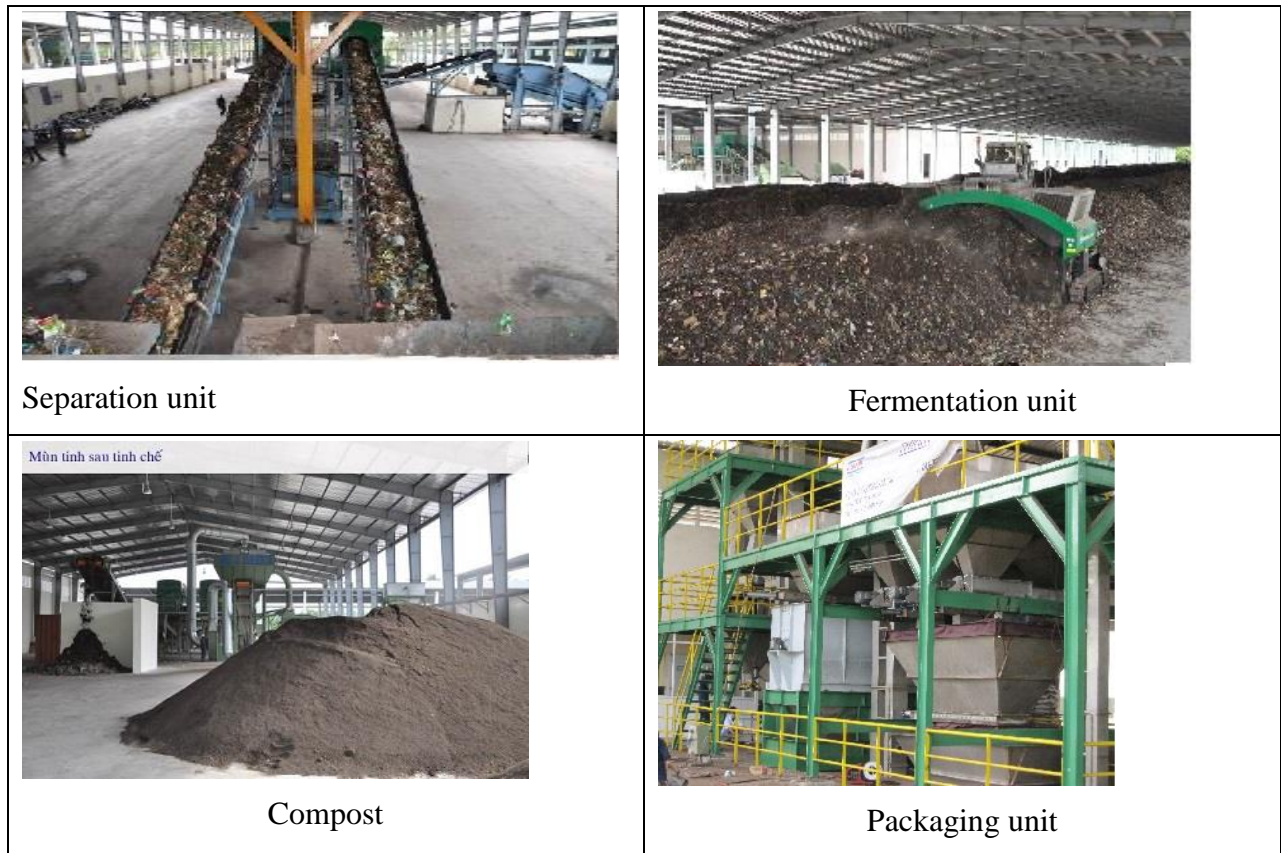 Separation unit
Fermentation unit
Mùn tinh sau tinh chế
Compost
Packaging unit